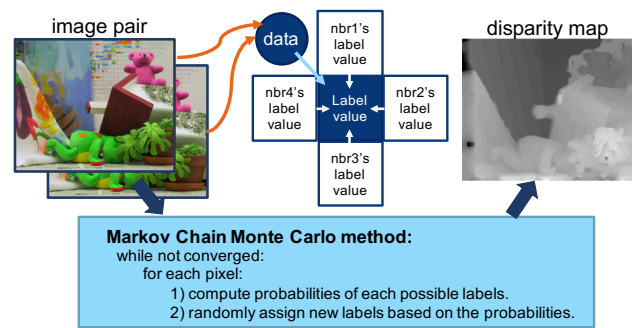 image pair
data
nbr1's
label
value
disparity map
nbr4's
label
value
Label
value
nbr2's
label
value
nbr3's
label
value
Markov Chain Monte Carlo method:
while not converged:
for each pixel:
1) compute probabilities of each possible labels.
2) randomly assign new labels based on the probabilities.